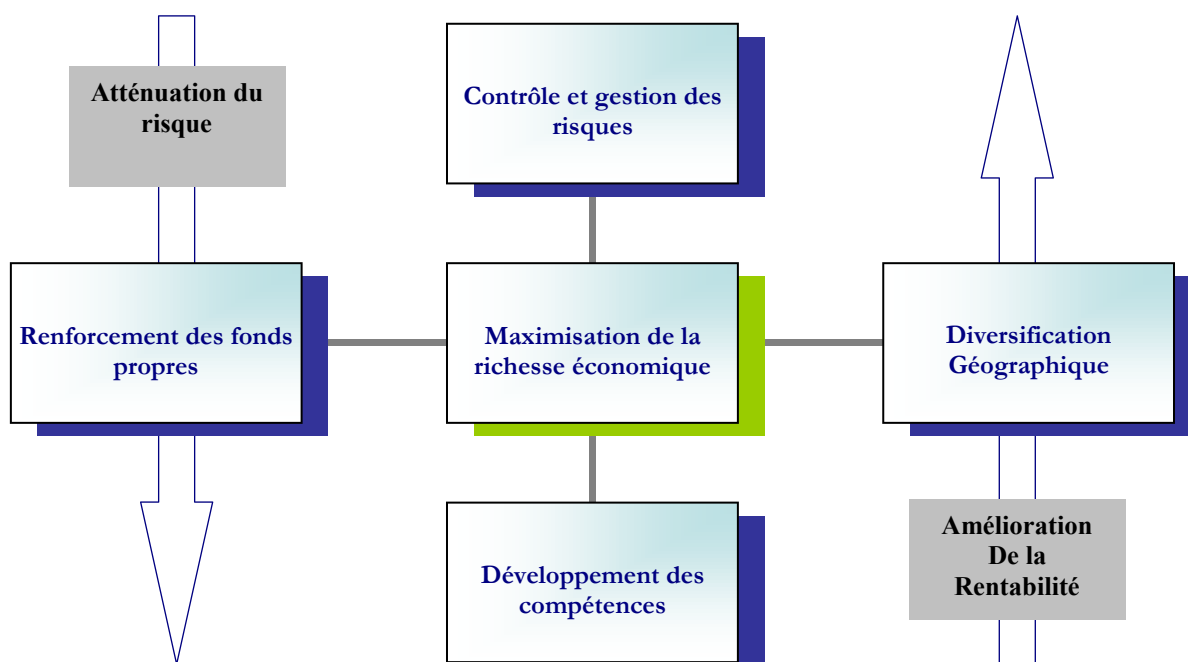 Atténuation du
risque
Contrôle et gestion des
risques
Renforcement des fonds
propres
Maximisation de la
richesse économique
Diversification
Géographique
Développement des
compétences
Amélioration
De la
Rentabilité